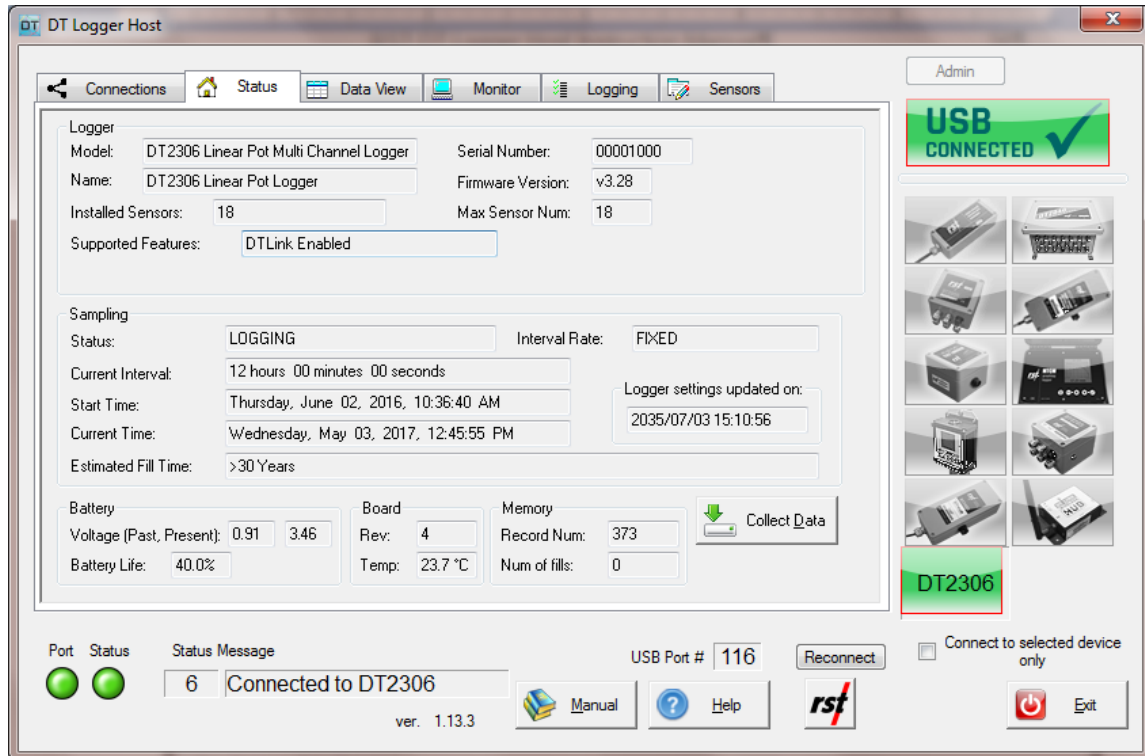 DT DT Logger Host
Connections Status Data View Monitor Logging Sensors
Admin
USB
CONNECTED
Logger
Model: DT2306 Linear Pot Multi Channel Logger Serial Number: 00001000
Name: DT2306 Linear Pot Logger Firmware Version: v3.28
Installed Sensors: 18 Max Sensor Num: 18
Supported Features: DTLink Enabled
Sampling
Status: LOGGING Interval Rate: FIXED
Current Interval: 12 hours 00 minutes 00 seconds
Start Time: Thursday, June 02, 2016, 10:36:40 AM
Current Time: Wednesday, May 03, 2017, 12:45:55 PM
Logger settings updated on:
2035/07/03 15:10:56
Estimated Fill Time: >30 Years
Battery
Voltage (Past, Present): 0.91 3.46
Battery Life: 40.0%
Board
Rev: 4
Temp: 23.7 °C
Memory
Record Num: 373
Num of fills: 0
Collect Data
DT2306
Port Status Status Message
6 Connected to DT2306
ver. 1.13.3
USB Port # 116 Reconnect
Connect to selected device
only
Manual Help rst Exit